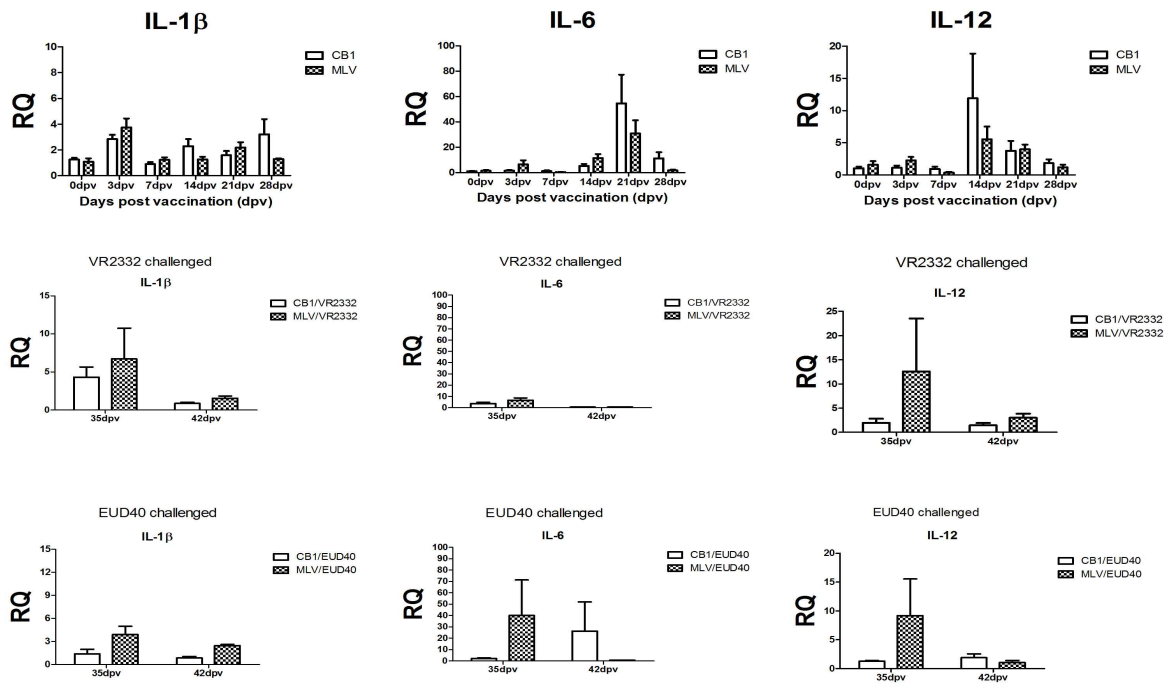 IL-1β
10
8
6
4
2
0
RQ
CB1
MLV
0dpv 3dpv 7dpv 14dpv 21dpv 28dpv
Days post vaccination (dpv)
IL-6
100
80
60
40
20
0
RQ
CB1
MLV
0dpv 3dpv 7dpv 14dpv 21dpv 28dpv
Days post vaccination (dpv)
IL-12
20
15
10
5
0
RQ
CB1
MLV
0dpv 3dpv 7dpv 14dpv 21dpv 28dpv
Days post vaccination (dpv)
VR2332 challenged
IL-1β
15
10
5
0
RQ
CB1/VR2332
MLV/VR2332
35dpv 42dpv
VR2332 challenged
IL-6
100
90
80
70
60
50
40
30
20
10
0
RQ
CB1/VR2332
MLV/VR2332
35dpv 42dpv
VR2332 challenged
IL-12
25
20
15
10
5
0
RQ
CB1/VR2332
MLV/VR2332
35dpv 42dpv
EUD40 challenged
IL-1β
15
12
9
6
3
0
RQ
CB1/EUD40
MLV/EUD40
35dpv 42dpv
EUD40 challenged
IL-6
100
90
80
70
60
50
40
30
20
10
0
RQ
CB1/EUD40
MLV/EUD40
35dpv 42dpv
EUD40 challenged
IL-12
20
15
10
5
0
RQ
CB1/EUD40
MLV/EUD40
35dpv 42dpv